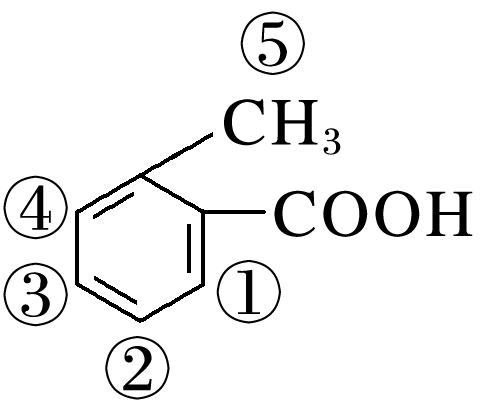 ⑤
CH₃
④
COOH
③
①
②